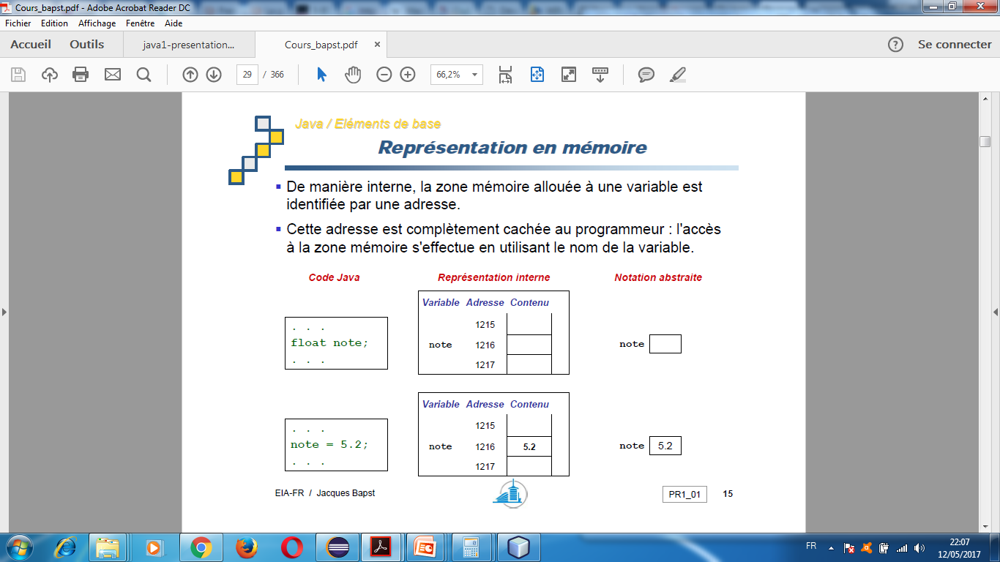 Cours_bapst.pdf - Adobe Acrobat Reader DC
Fichier Edition Affichage Fenêtre Aide
Accueil Outils java1-presentation... Cours_bapst.pdf × ? Se connecter
29 / 366 66,2%
Java / Eléments de base
Représentation en mémoire
De manière interne, la zone mémoire allouée à une variable est
identifiée par une adresse.
Cette adresse est complètement cachée au programmeur : l'accès
à la zone mémoire s'effectue en utilisant le nom de la variable.
Code Java Représentation interne Notation abstraite
Variable Adresse Contenu
. . .
float note;
. . .
1215
note 1216
1217
note
Variable Adresse Contenu
. . .
note = 5.2;
. . .
1215
note 1216 5.2
1217
note 5.2
EIA-FR / Jacques Bapst PR1_01 15
FR 22:07
12/05/2017